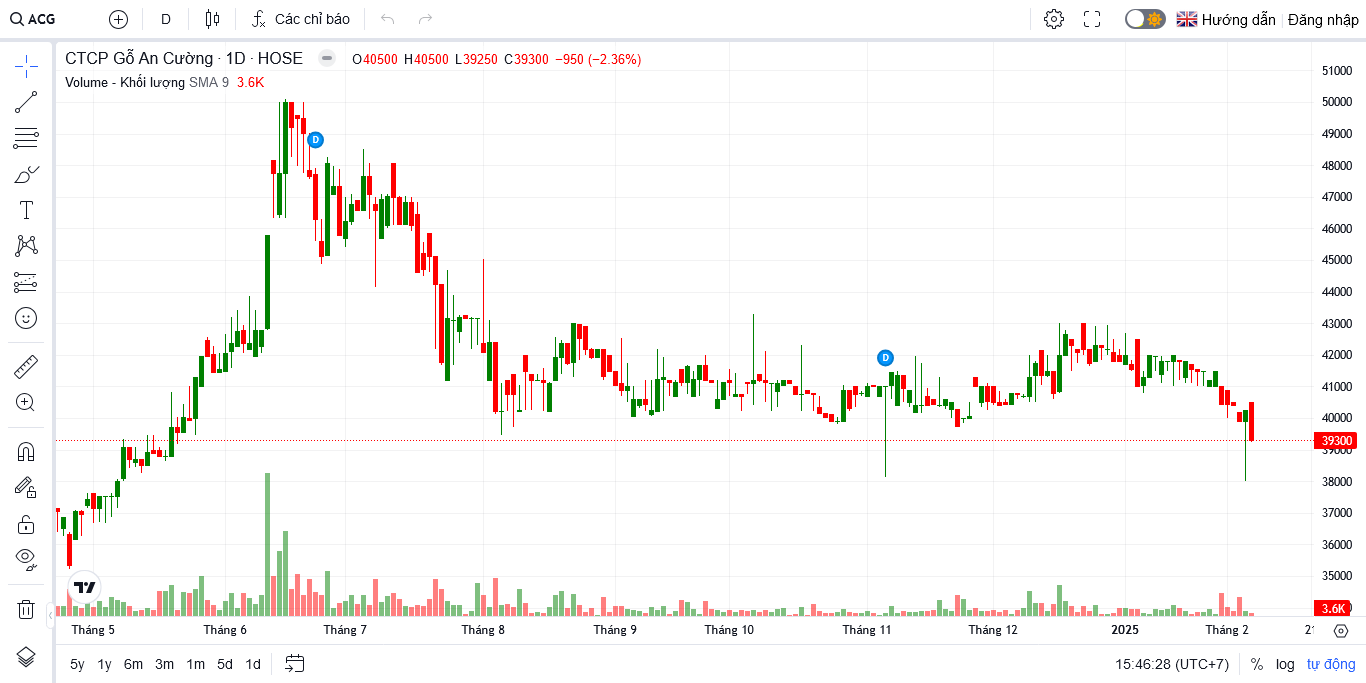 ACG D Các chỉ báo Hướng dẫn Đăng nhập
CTCP Gỗ An Cường · 1D · HOSE O40500 H40500 L39250 C39300 −950 (−2.36%)
Volume - Khối lượng SMA 9 3.6K
51000
50000
49000
D
48000
47000
46000
45000
44000
43000
42000
D
41000
40000
39300
39000
38000
37000
36000
35000
3.6K
Tháng 5 Tháng 6 Tháng 7 Tháng 8 Tháng 9 Tháng 10 Tháng 11 Tháng 12 2025 Tháng 2
5y 1y 6m 3m 1m 5d 1d 15:46:28 (UTC+7) % log tự động